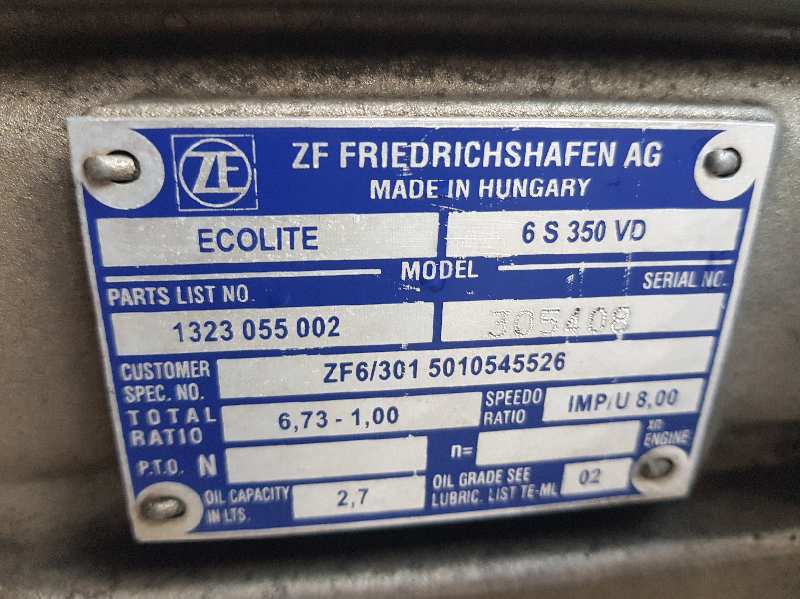 ZF
ZF FRIEDRICHSHAFEN AG
MADE IN HUNGARY
ECOLITE
6 S 350 VD
MODEL
PARTS LIST NO.
SERIAL NO.
1323 055 002
305408
CUSTOMER
SPEC. NO.
ZF6/301 5010545526
TOTAL
RATIO
6,73 - 1,00
SPEEDO
RATIO
IMP/U 8,00
P.T.O. N
n=
Xn
ENGINE
OIL CAPACITY
IN LTS.
2,7
OIL GRADE SEE
LUBRIC. LIST TE-ML
02